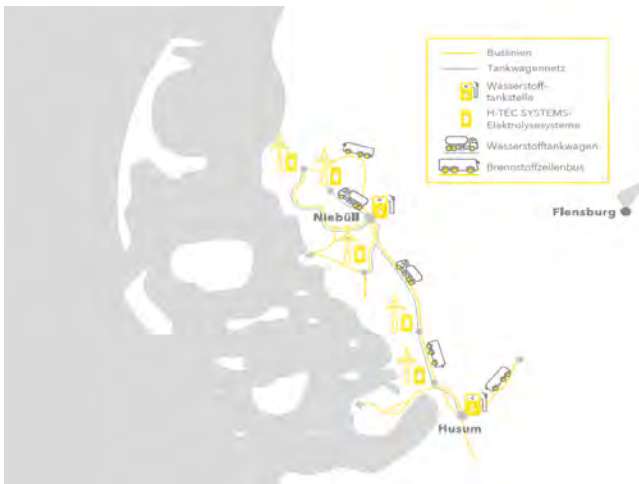 Buslinien
Tankwagennetz
Wasserstoff-
tankstelle
H-TEC SYSTEMS-
Elektrolysesysteme
Wasserstofftankwagen
Brennstoffzellenbus
Niebüll
Flensburg
Husum